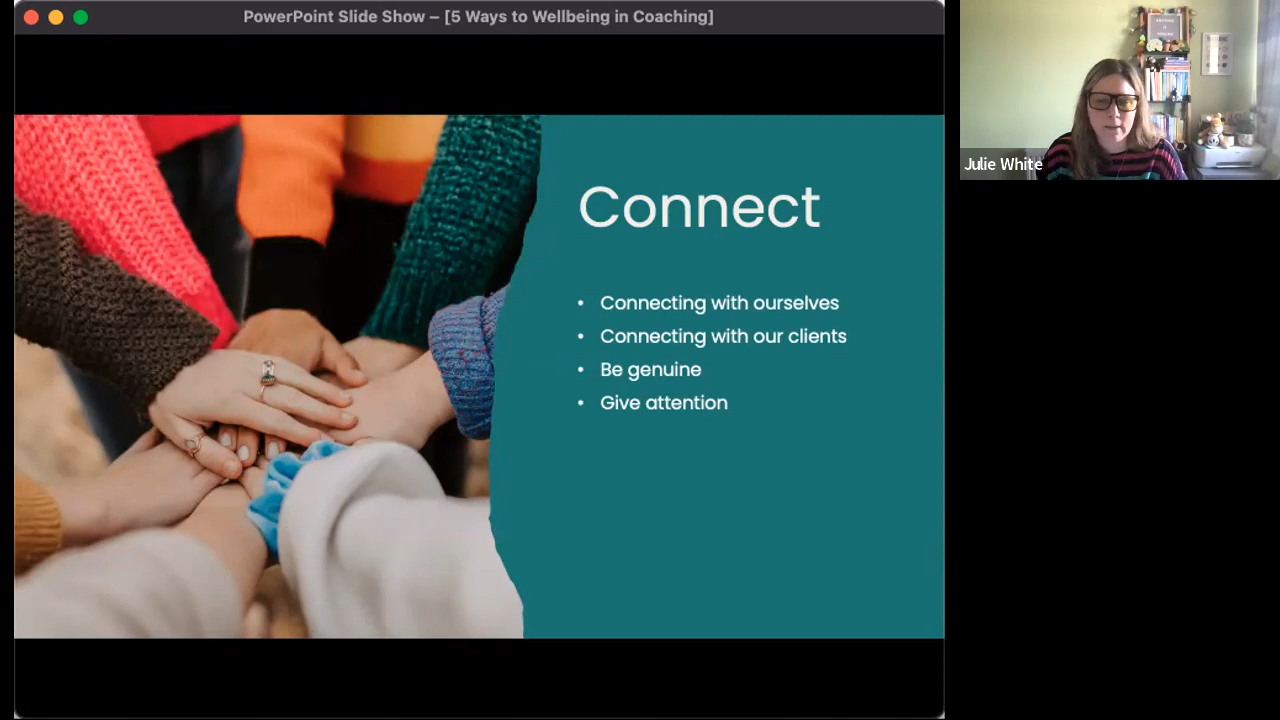 PowerPoint Slide Show – [5 Ways to Wellbeing in Coaching]
Connect
• Connecting with ourselves
• Connecting with our clients
• Be genuine
• Give attention
Julie White